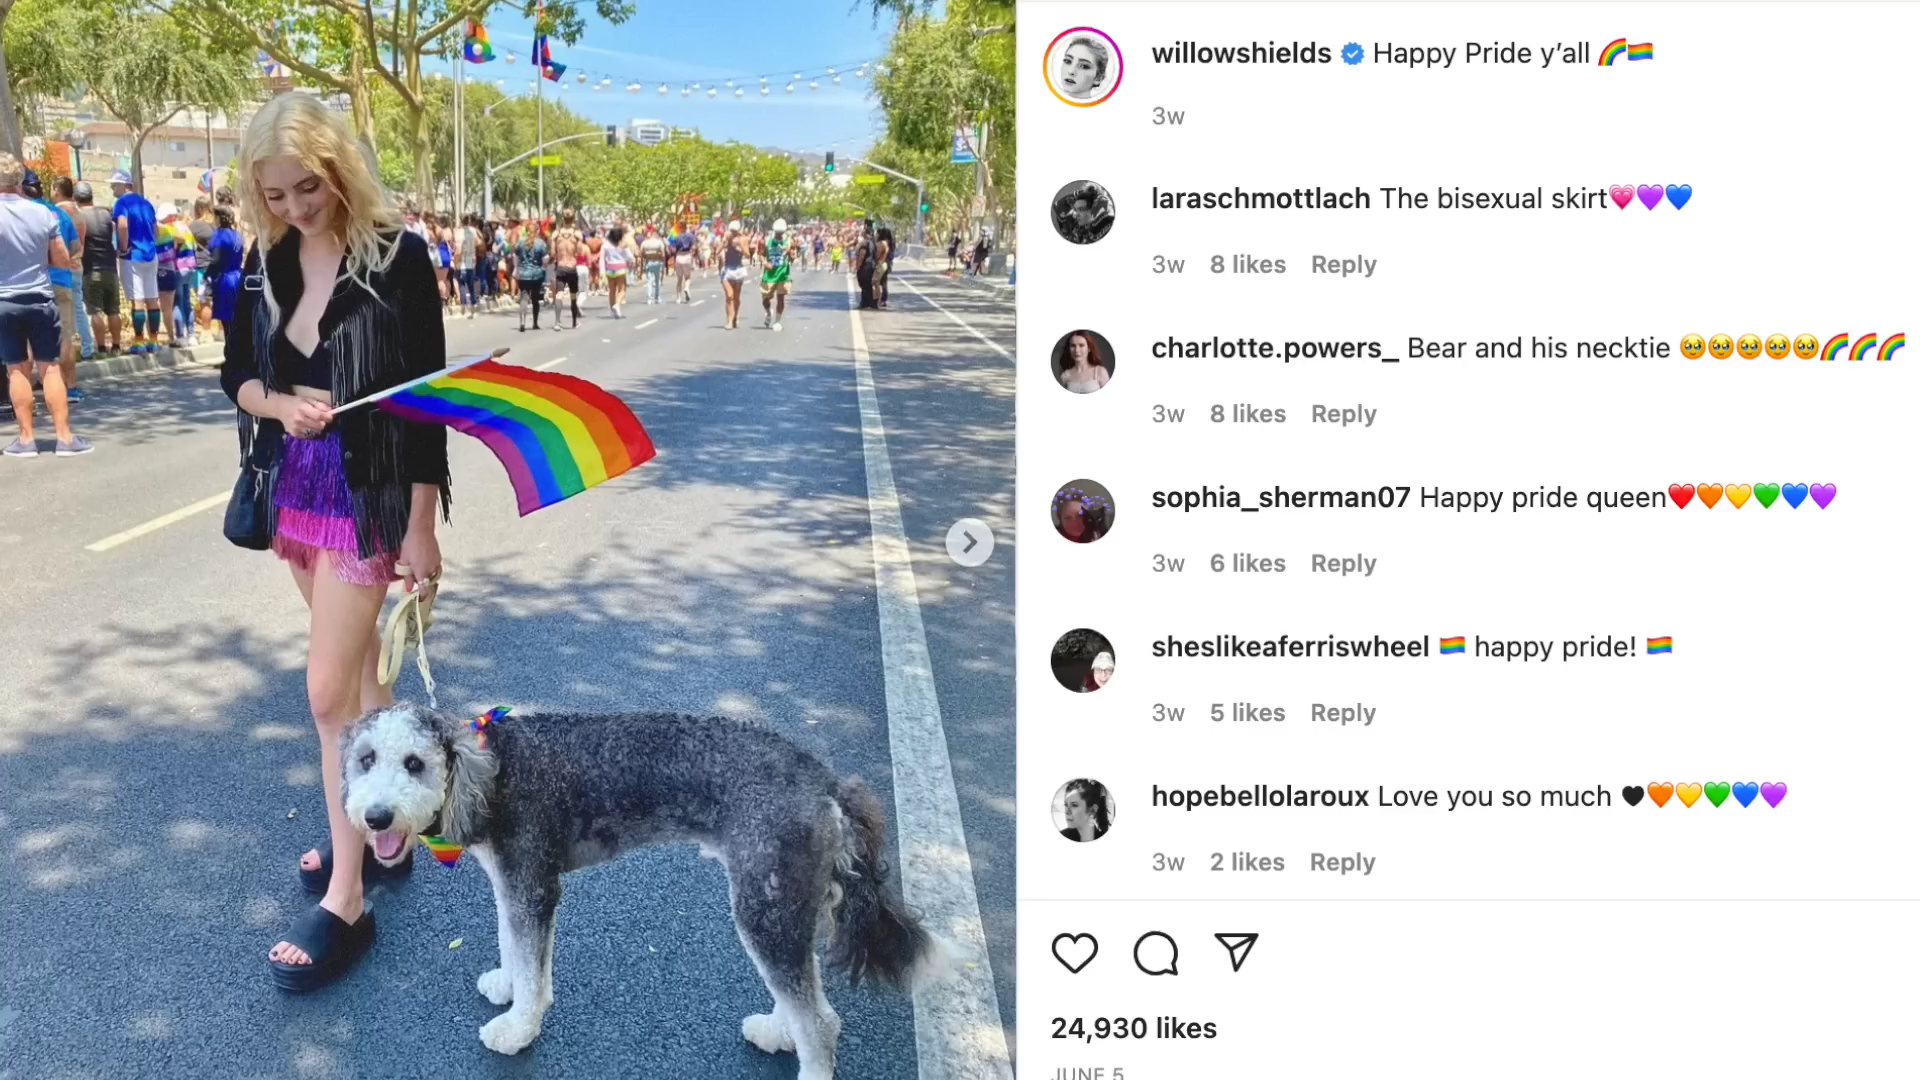 willowshields Happy Pride y’all 🌈🏳️‍🌈
3w
laraschmottlach The bisexual skirt💗💜💙
3w 8 likes Reply
charlotte.powers_ Bear and his necktie 🥹🥹🥹🥹🥹🌈🌈🌈
3w 8 likes Reply
sophia_sherman07 Happy pride queen❤️🧡💛💚💙💜
3w 6 likes Reply
sheslikeaferriswheel 🏳️‍🌈 happy pride! 🏳️‍🌈
3w 5 likes Reply
hopebellolaroux Love you so much 🖤🧡💛💚💙💜
3w 2 likes Reply
24,930 likes
JUNE 5